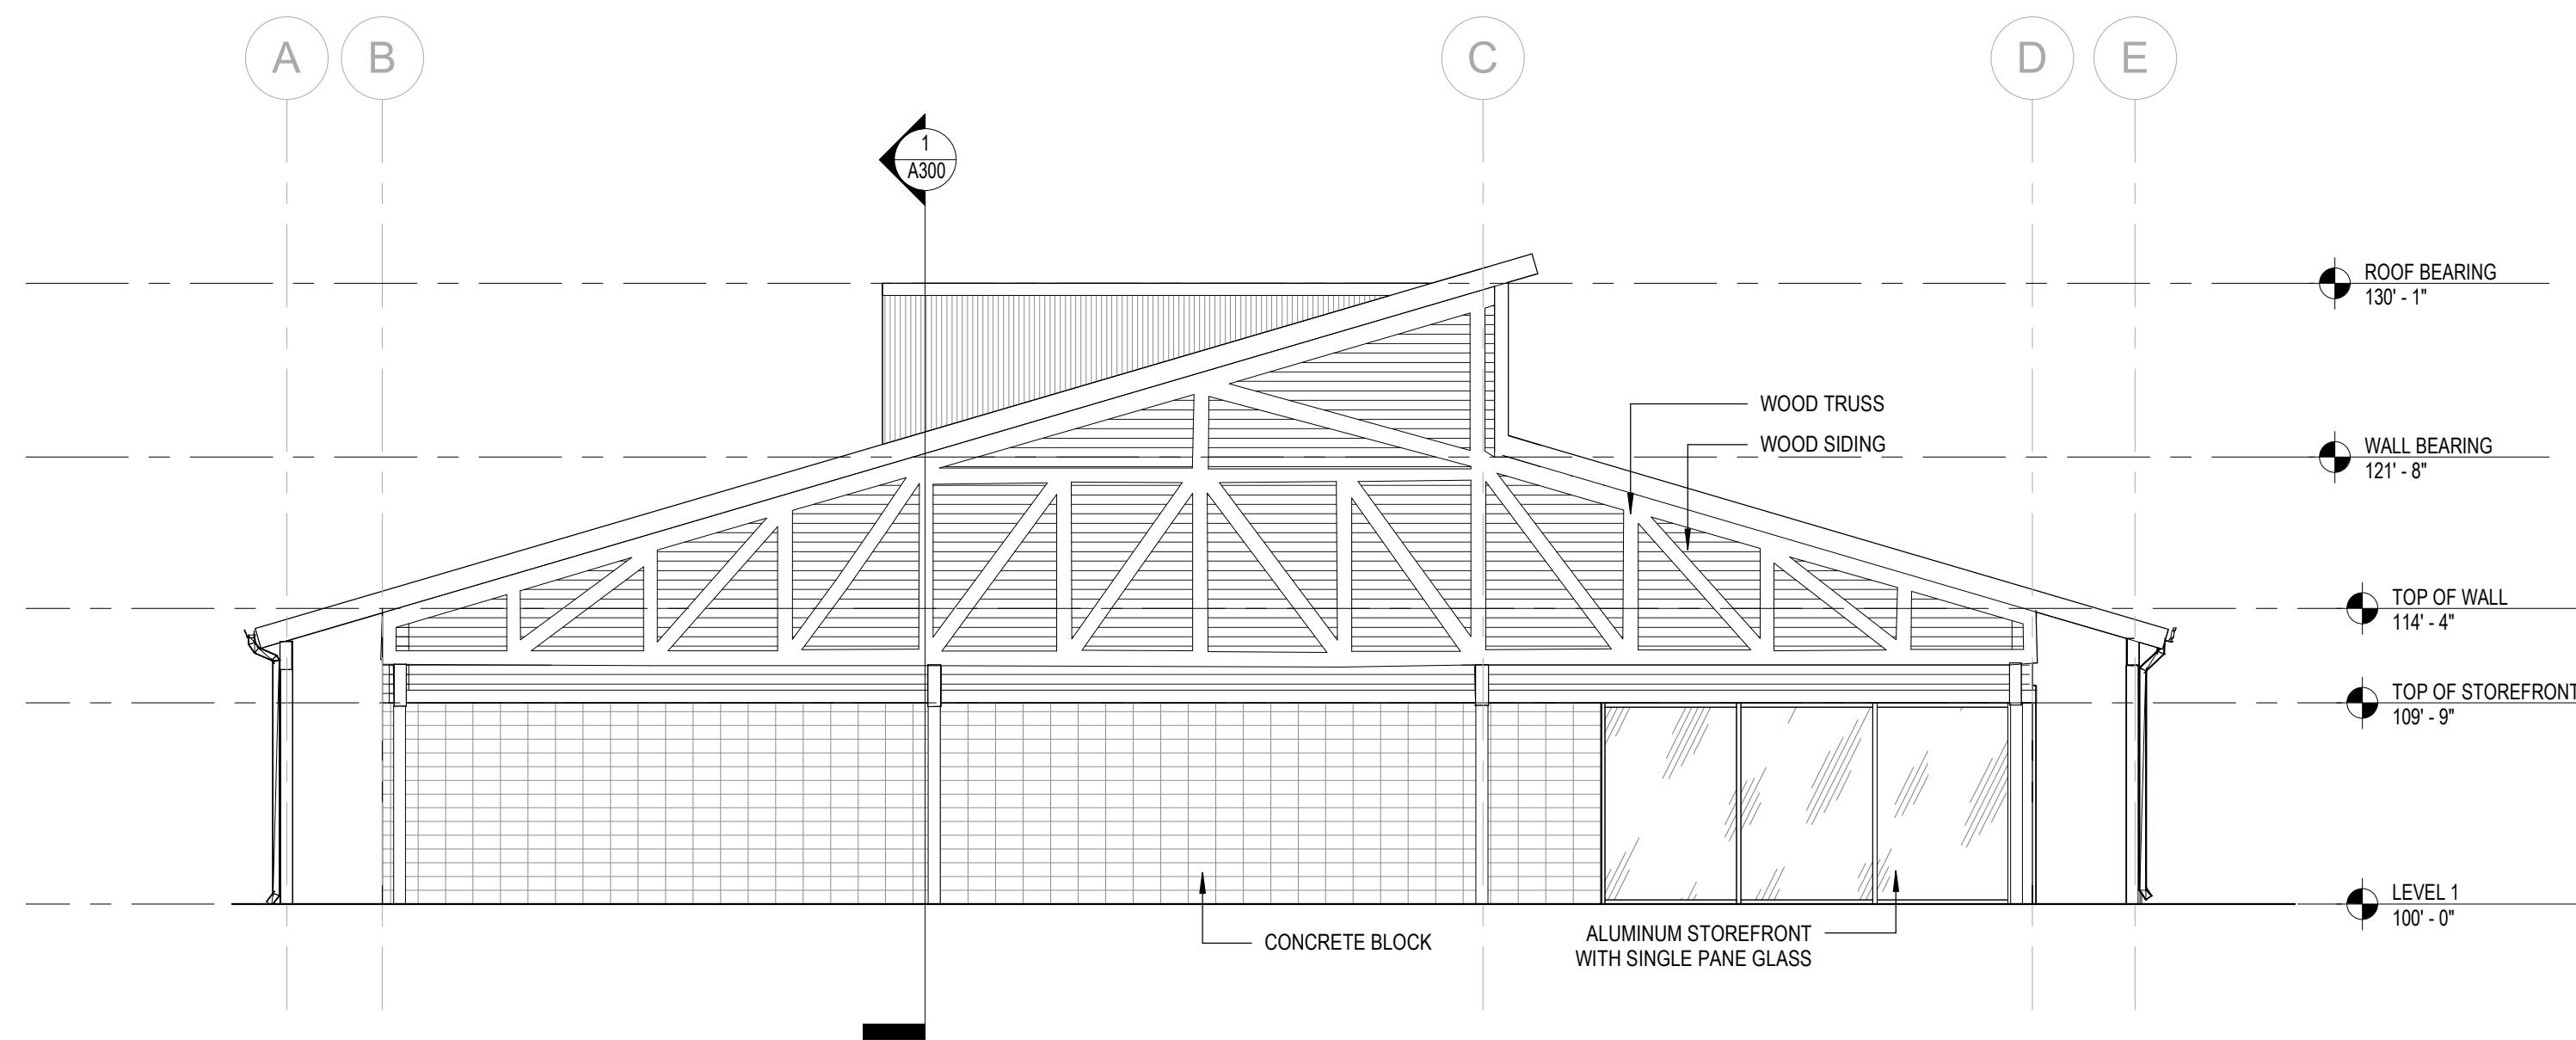 A
B
C
D
E
1
A300
ROOF BEARING
130' - 1"
WOOD TRUSS
WOOD SIDING
WALL BEARING
121' - 8"
TOP OF WALL
114' - 4"
TOP OF STOREFRONT
109' - 9"
LEVEL 1
100' - 0"
CONCRETE BLOCK
ALUMINUM STOREFRONT
WITH SINGLE PANE GLASS